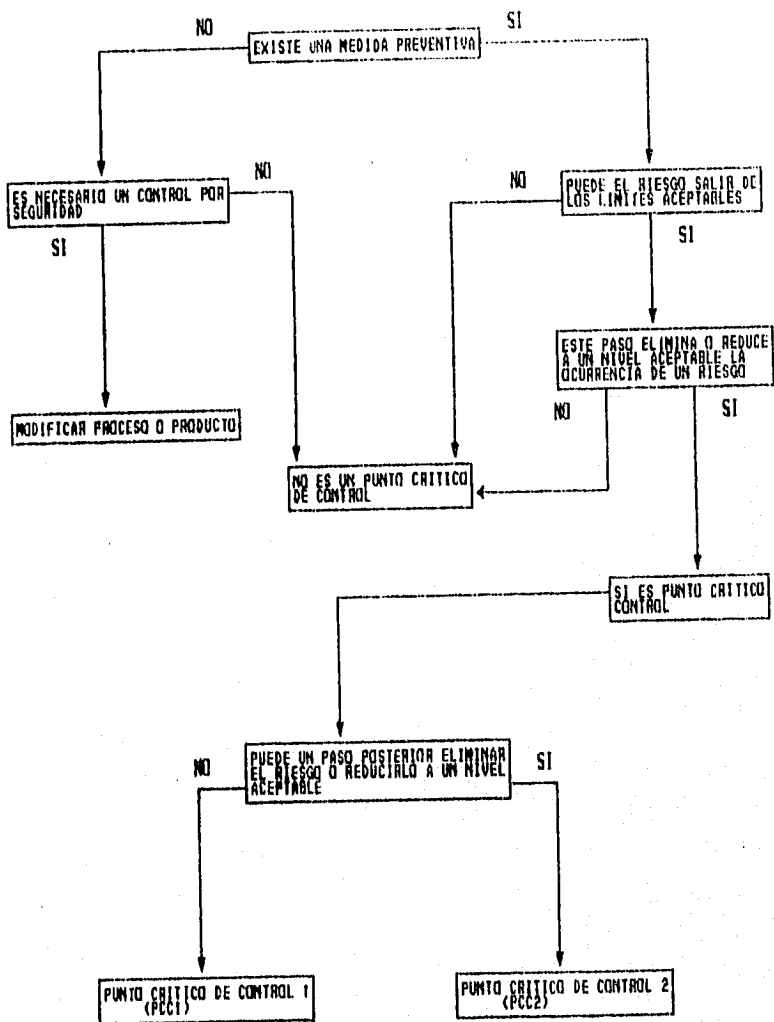 NO
SI
EXISTE UNA MEDIDA PREVENTIVA
NO
NO
ES NECESARIO UN CONTROL POR
SEGURIDAD
PUEDE EL RIESGO SALIR DE
LOS LIMITES ACEPTABLES
SI
SI
ESTE PASO ELIMINA O REDUCE
A UN NIVEL ACEPTABLE LA
OCURRENCIA DE UN RIESGO
NO
SI
MODIFICAR PROCESO O PRODUCTO
NO ES UN PUNTO CRITICO
DE CONTROL
SI ES PUNTO CRITICO
CONTROL
NO
PUEDE UN PASO POSTERIOR ELIMINAR
EL RIESGO O REDUCIRLO A UN NIVEL
ACEPTABLE
SI
PUNTO CRITICO DE CONTROL 1
(PCC1)
PUNTO CRITICO DE CONTROL 2
(PCC2)